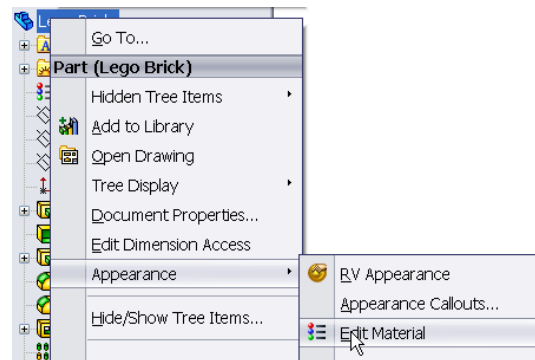 Go To...
Part (Lego Brick)
Hidden Tree Items
Add to Library
Open Drawing
Tree Display
Document Properties...
Edit Dimension Access
Appearance
RV Appearance
Appearance Callouts...
Hide/Show Tree Items...
Edit Material